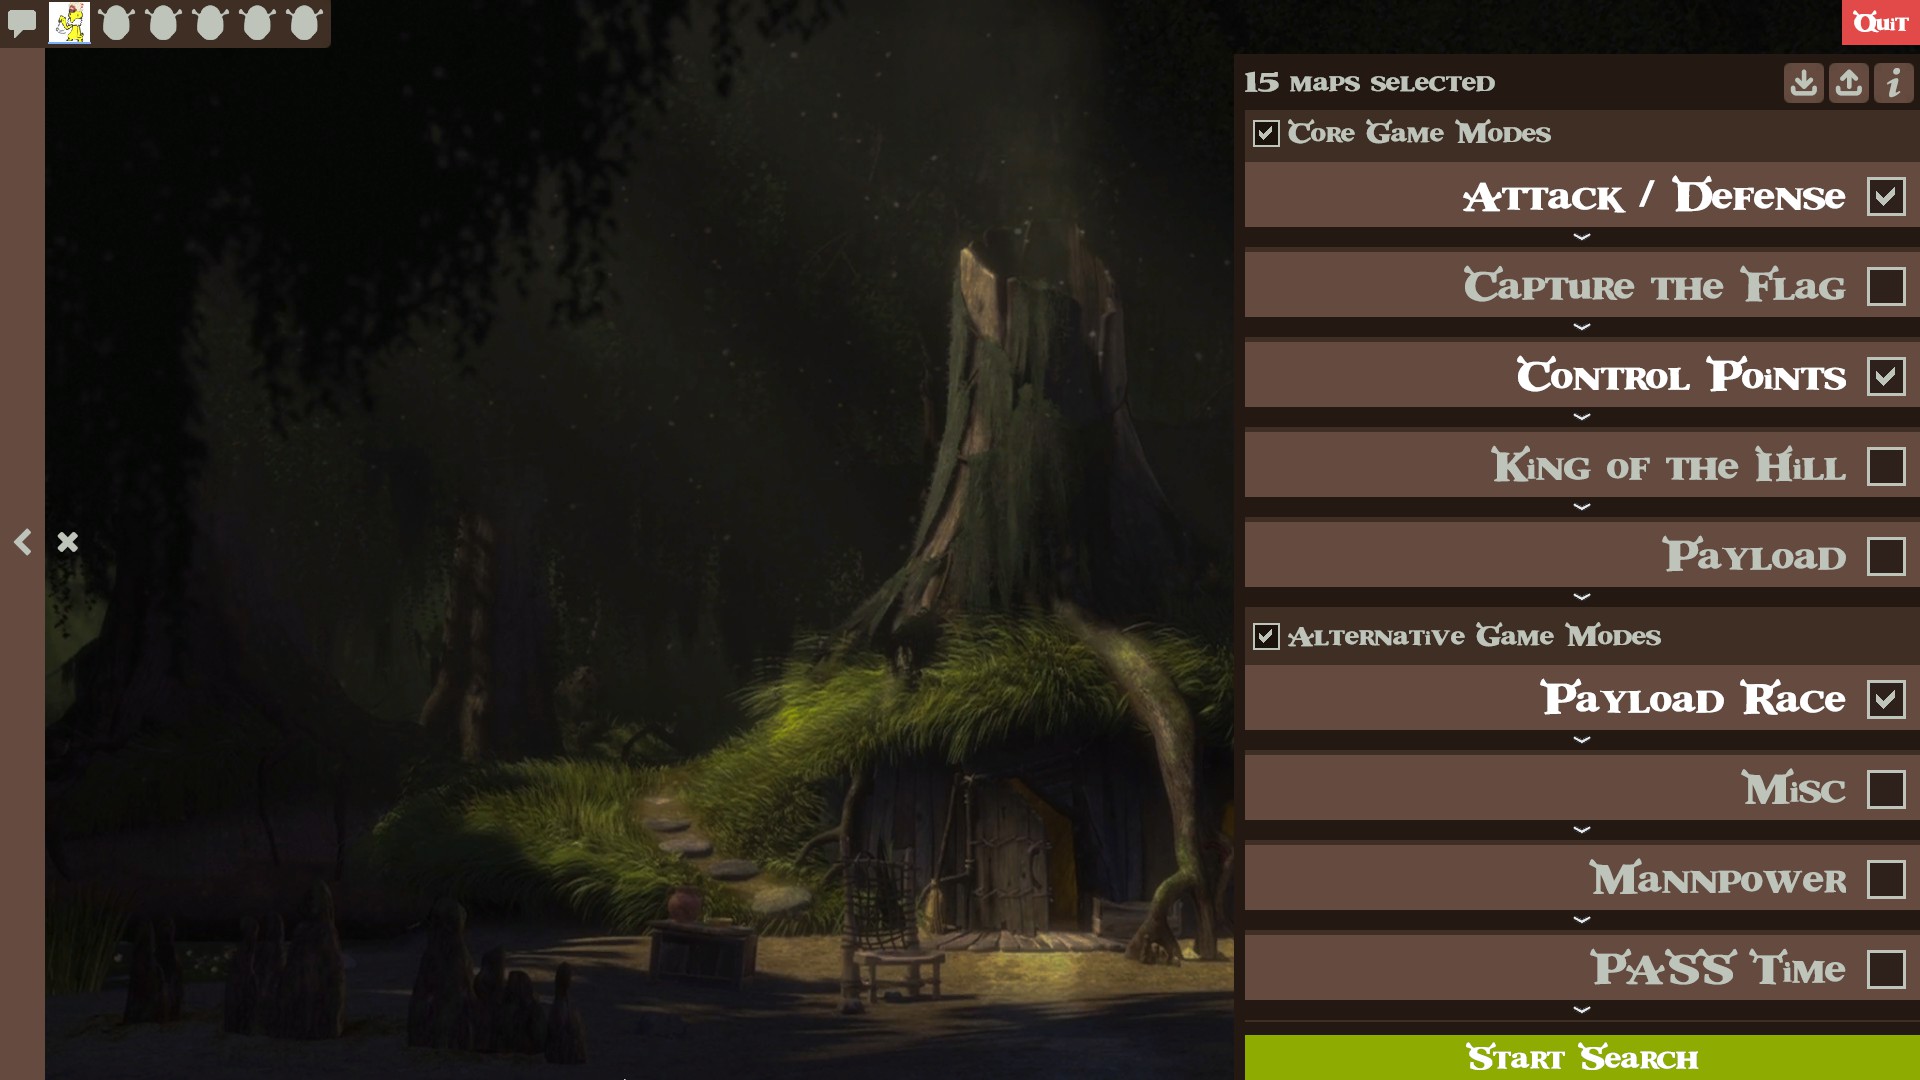 Quit
15 maps selected
Core Game Modes
Attack / Defense
Capture the Flag
Control Points
King of the Hill
Payload
Alternative Game Modes
Payload Race
Misc
Mannpower
PASS Time
Start Search